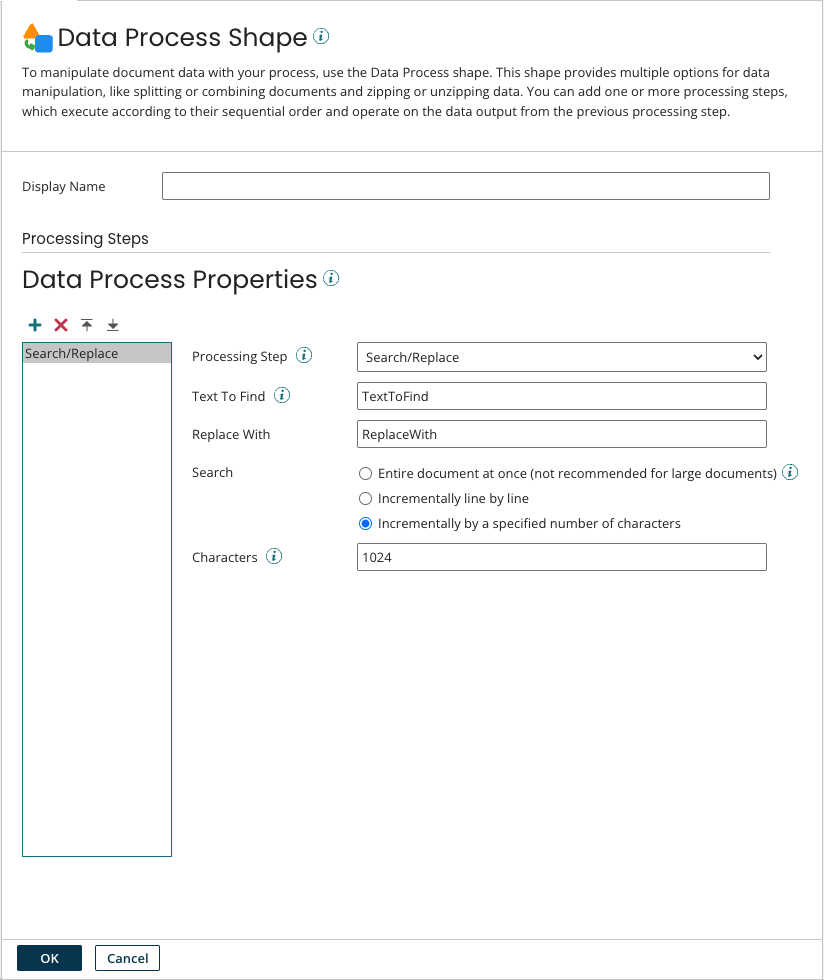 Data Process Shape
To manipulate document data with your process, use the Data Process shape. This shape provides multiple options for data
manipulation, like splitting or combining documents and zipping or unzipping data. You can add one or more processing steps,
which execute according to their sequential order and operate on the data output from the previous processing step.
Display Name
Processing Steps
Data Process Properties
Search/Replace
Processing Step Search/Replace
Text To Find TextToFind
Replace With ReplaceWith
Search Entire document at once (not recommended for large documents)
Incrementally line by line
Incrementally by a specified number of characters
Characters 1024
OK Cancel